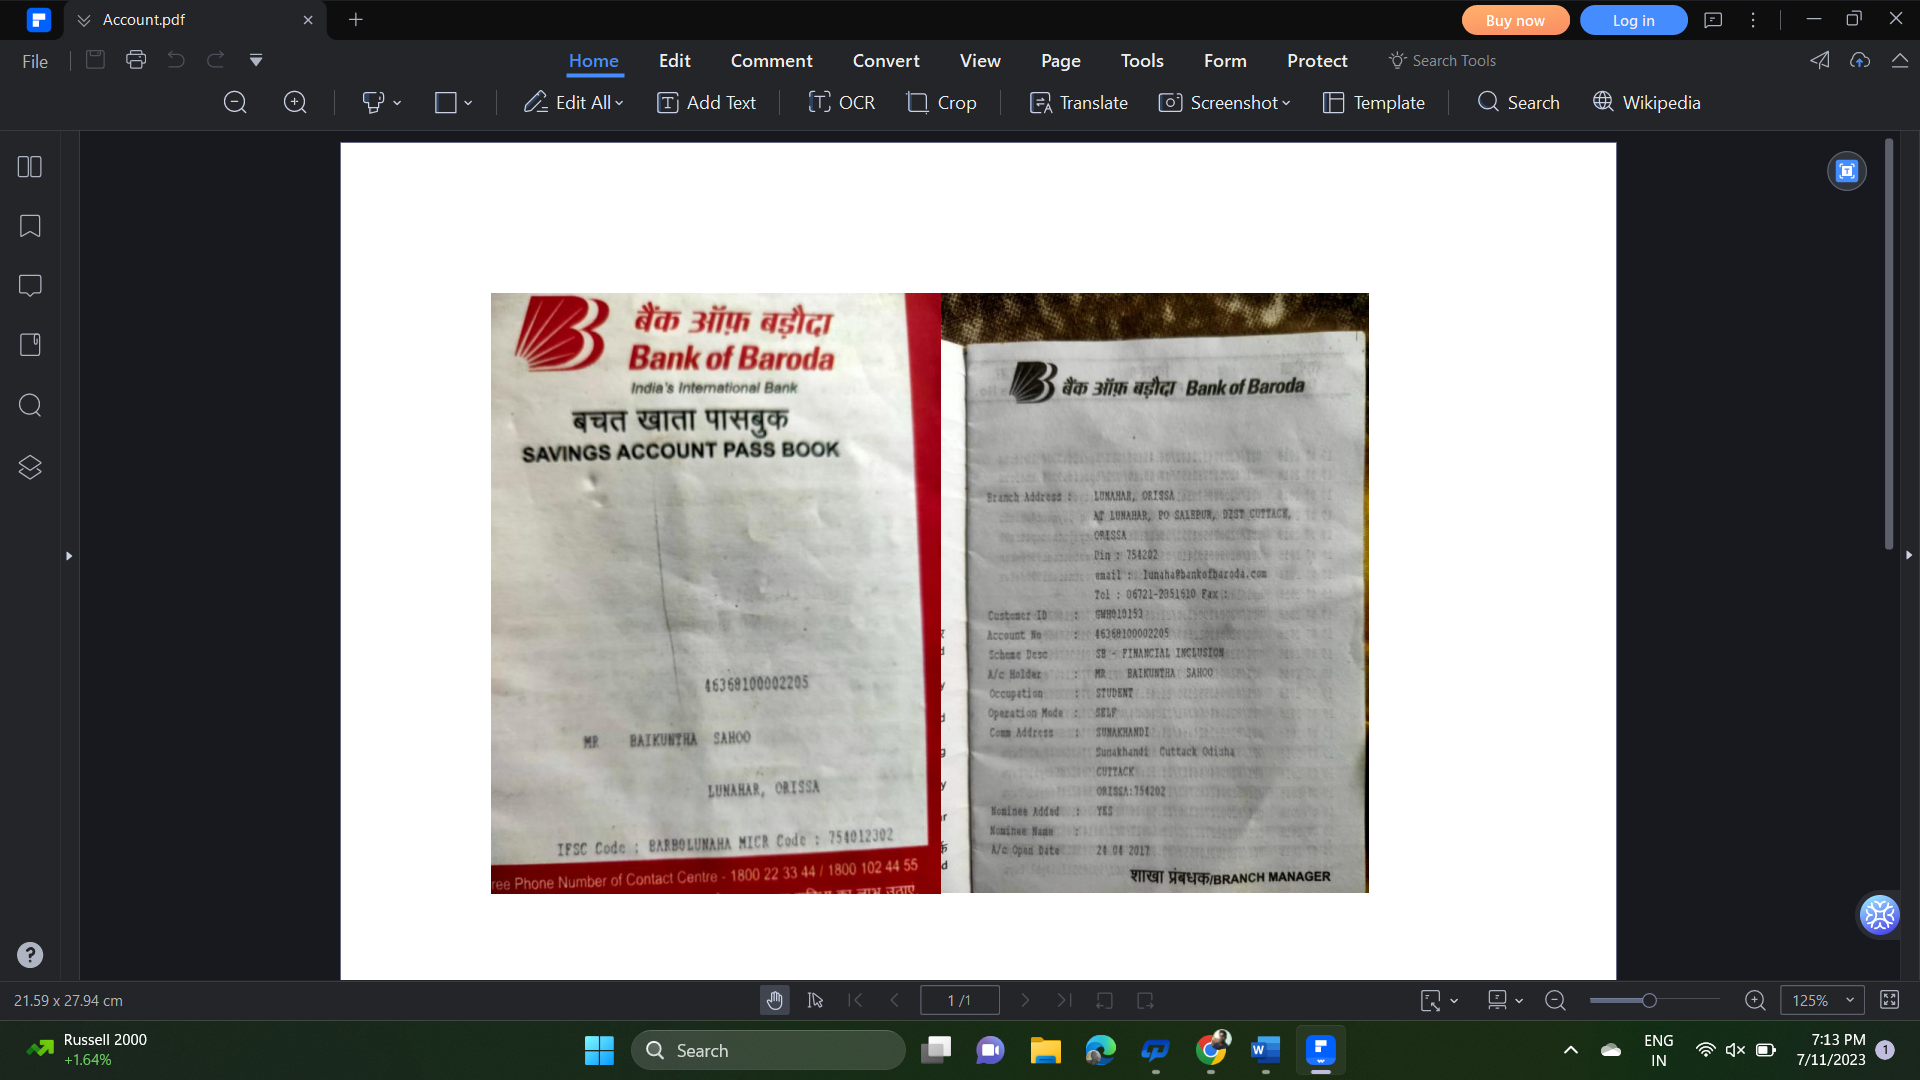 Account.pdf
Buy now
Log in
File
Home
Edit
Comment
Convert
View
Page
Tools
Form
Protect
Search Tools
Edit All
Add Text
OCR
Crop
Translate
Screenshot
Template
Search
Wikipedia
बैंक ऑफ़ बड़ौदा
Bank of Baroda
India's International Bank
बचत खाता पासबुक
SAVINGS ACCOUNT PASS BOOK
46368100002205
MR BAIKUNTHA SAHOO
LUNAHAR, ORISSA
IFSC Code : BARB0LUNAHA MICR Code : 754012302
ree Phone Number of Contact Centre - 1800 22 33 44 / 1800 102 44 55
का लाभ उठाएं
बैंक ऑफ़ बड़ौदा Bank of Baroda
Branch Address : LUNAHAR, ORISSA
AT LUNAHAR, PO SALEPUR, DIST CUTTACK,
ORISSA
Pin : 754202
email : lunaha@bankofbaroda.com
Tel : 06721-2351610 Fax :
Customer ID : GWH010153
Account No : 46368100002205
Scheme Desc : SB - FINANCIAL INCLUSION
A/c Holder : MR BAIKUNTHA SAHOO
Occupation : STUDENT
Operation Mode : SELF
Comm Address : SUNAKHANDI
Sunakhandi Cuttack Odisha
CUTTACK
ORISSA:754202
Nominee Added : YES
Nominee Name :
A/c Open Date 24 04 2017
शाखा प्रंबधक/BRANCH MANAGER
21.59 x 27.94 cm
1 /1
125%
Russell 2000
+1.64%
Search
ENG
IN
7:13 PM
7/11/2023
1